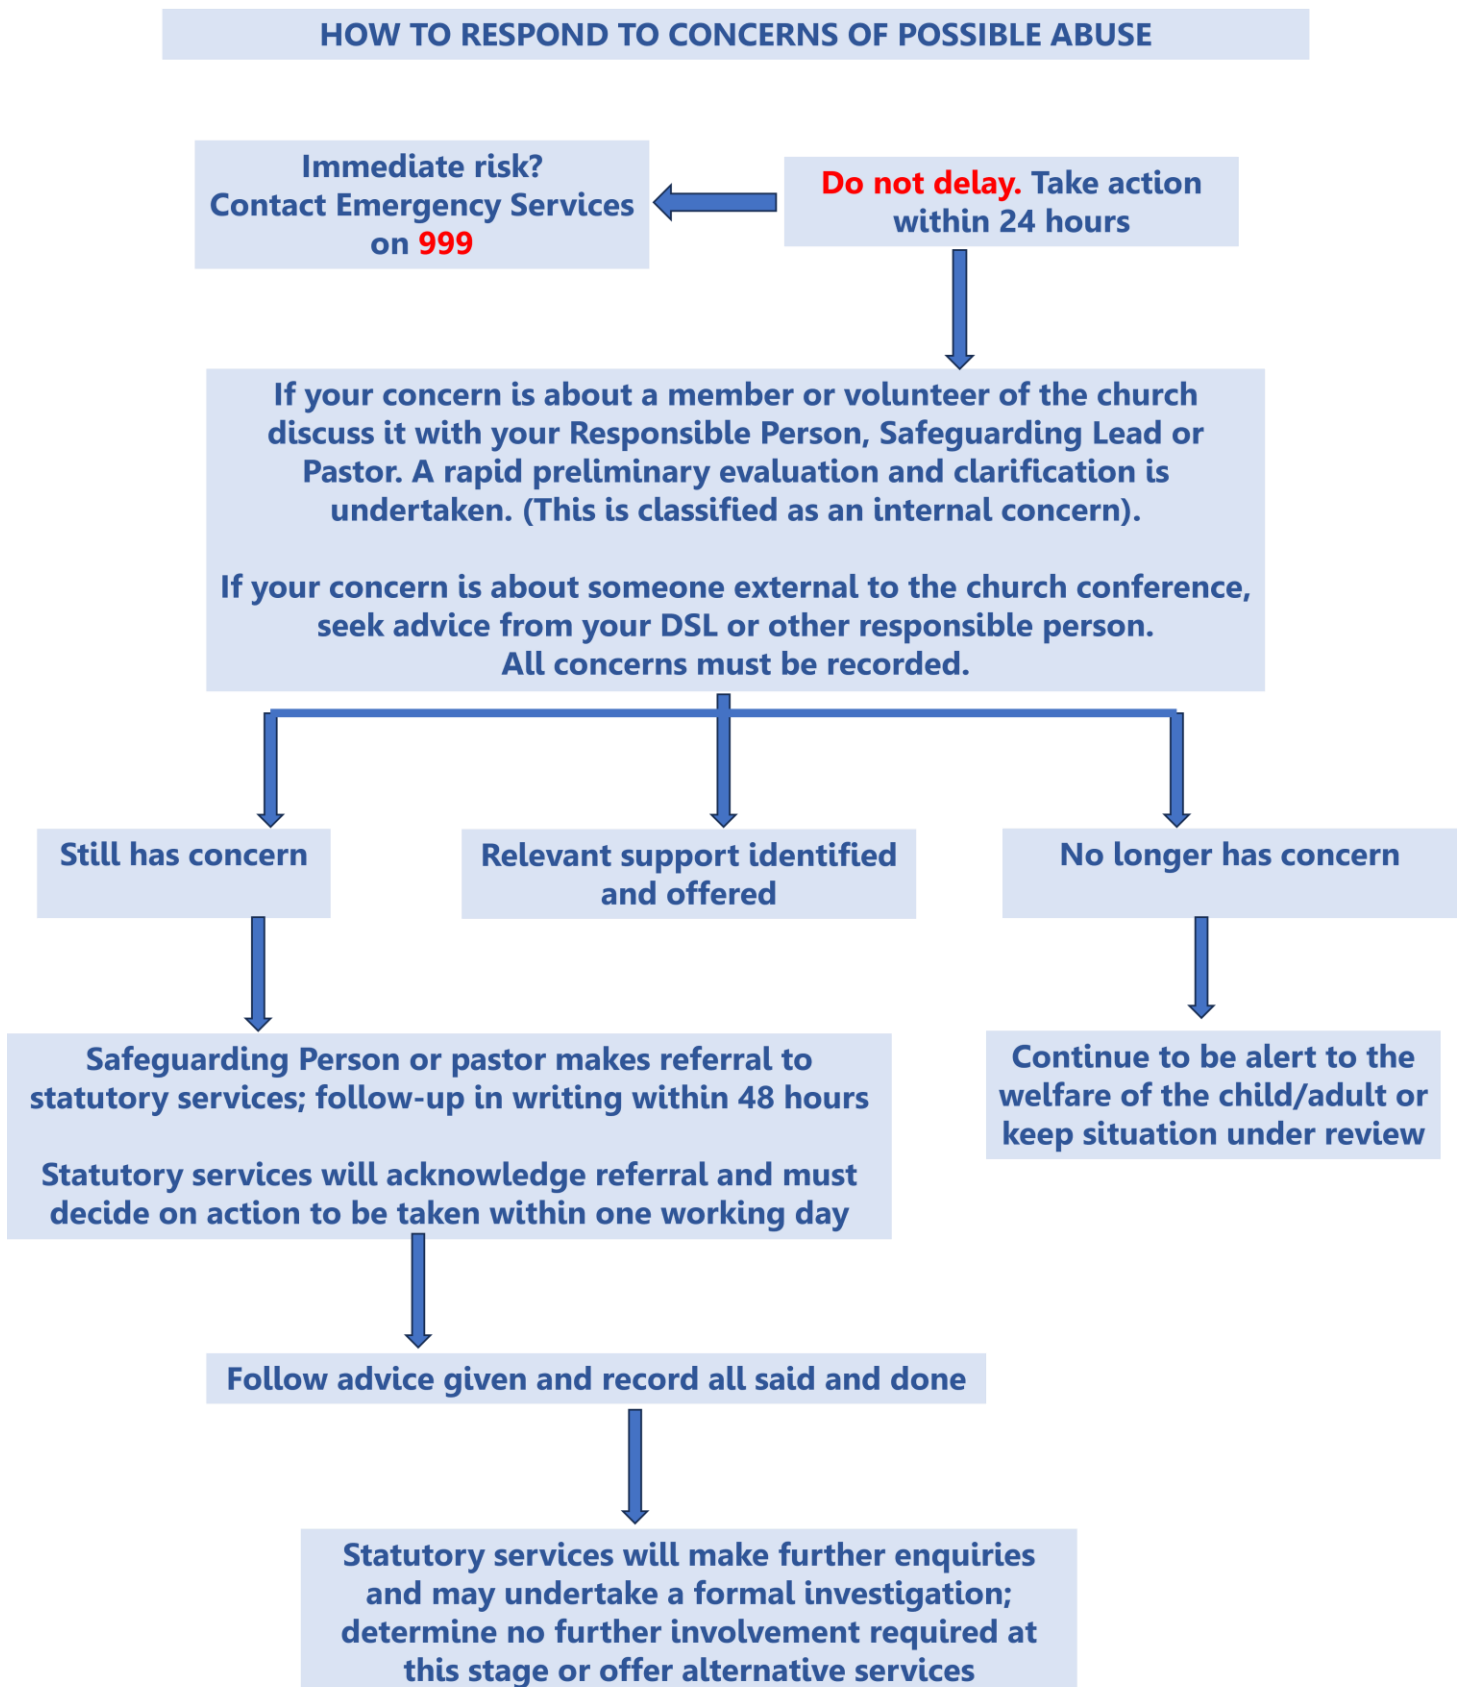 HOW TO RESPOND TO CONCERNS OF POSSIBLE ABUSE
Immediate risk?
Contact Emergency Services
on 999
Do not delay. Take action
within 24 hours
If your concern is about a member or volunteer of the church
discuss it with your Responsible Person, Safeguarding Lead or
Pastor. A rapid preliminary evaluation and clarification is
undertaken. (This is classified as an internal concern).
If your concern is about someone external to the church conference,
seek advice from your DSL or other responsible person.
All concerns must be recorded.
Still has concern
Relevant support identified
and offered
No longer has concern
Safeguarding Person or pastor makes referral to
statutory services; follow-up in writing within 48 hours
Statutory services will acknowledge referral and must
decide on action to be taken within one working day
Continue to be alert to the
welfare of the child/adult or
keep situation under review
Follow advice given and record all said and done
Statutory services will make further enquiries
and may undertake a formal investigation;
determine no further involvement required at
this stage or offer alternative services